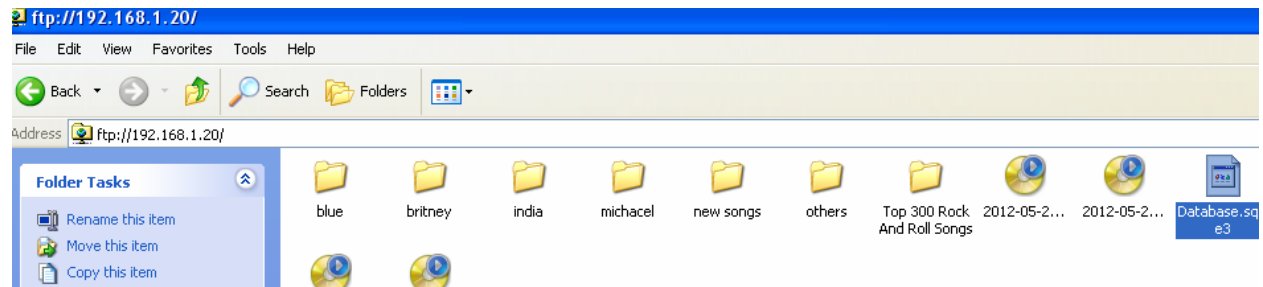 ftp://192.168.1.20/
File Edit View Favorites Tools Help
Back Search Folders
Address ftp://192.168.1.20/
Folder Tasks
Rename this item
Move this item
Copy this item
blue britney india michacel new songs others Top 300 Rock 2012-05-2... 2012-05-2... Database.sq
And Roll Songs e3